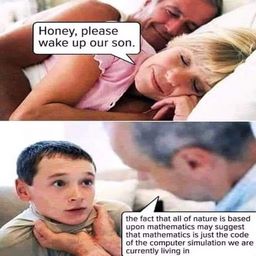 Honey, please
wake up our son.
the fact that all of nature is based
upon mathematics may suggest
that mathematics is just the code
of the computer simulation we are
currently living in